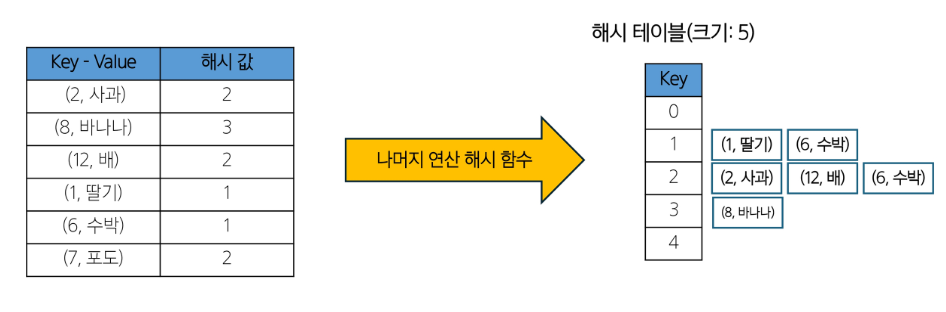 해시 테이블(크기: 5)
Key - Value 해시 값
(2, 사과) 2
(8, 바나나) 3
(12, 배) 2
(1, 딸기) 1
(6, 수박) 1
(7, 포도) 2
나머지 연산 해시 함수
Key
0
1 (1, 딸기) (6, 수박)
2 (2, 사과) (12, 배) (6, 수박)
3 (8, 바나나)
4